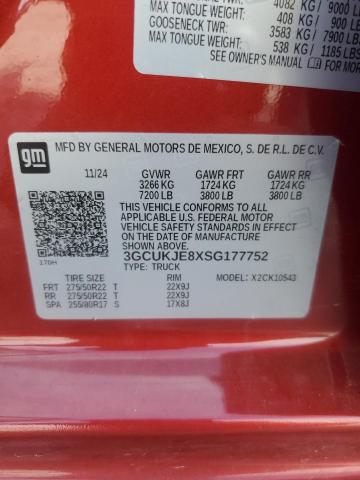 4082 KG/ 9000 LB
MAX TONGUE WEIGHT:
408 KG/ 900 LB
GOOSENECK TWR:
3583 KG/ 7900 LB
MAX TONGUE WEIGHT:
538 KG/ 1185 LBS
SEE OWNER'S MANUAL FOR
gm
MFD BY GENERAL MOTORS DE MEXICO, S. DE R.L. DE C.V.
11/24 GVWR GAWR FRT GAWR RR
3266 KG 1724 KG 1724 KG
7200 LB 3800 LB 3800 LB
THIS VEHICLE CONFORMS TO ALL
APPLICABLE U.S. FEDERAL MOTOR
VEHICLE SAFETY STANDARDS IN
EFFECT ON THE DATE OF
MANUFACTURE SHOWN ABOVE.
3GCUKJE8XSG177752
170H
TYPE: TRUCK MODEL: X2CK10543
TIRE SIZE RIM
FRT 275/50R22 T 22X9J
RR 275/50R22 T 22X9J
SPA 255/80R17 S 17X8J